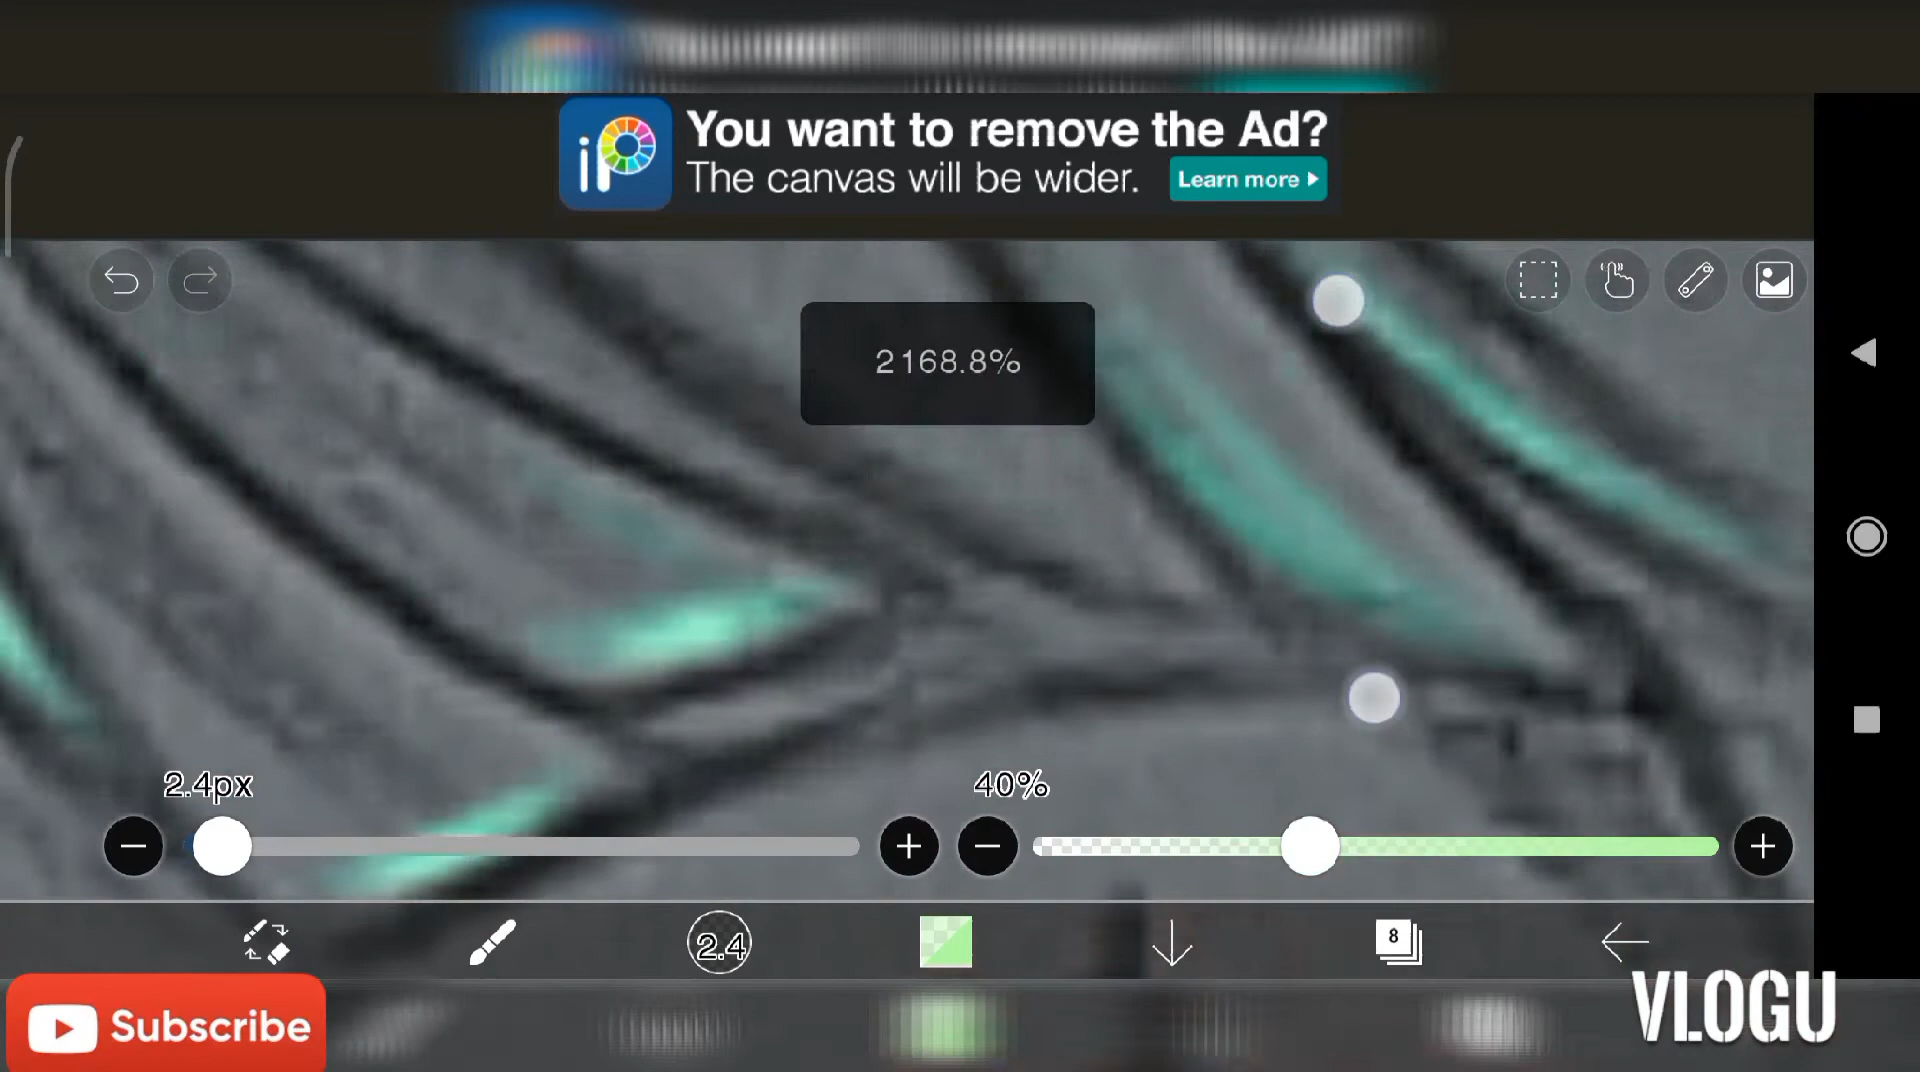 iP
You want to remove the Ad?
The canvas will be wider.
Learn more
2168.8%
2.4px
40%
2.4
8
Subscribe
VLOGU